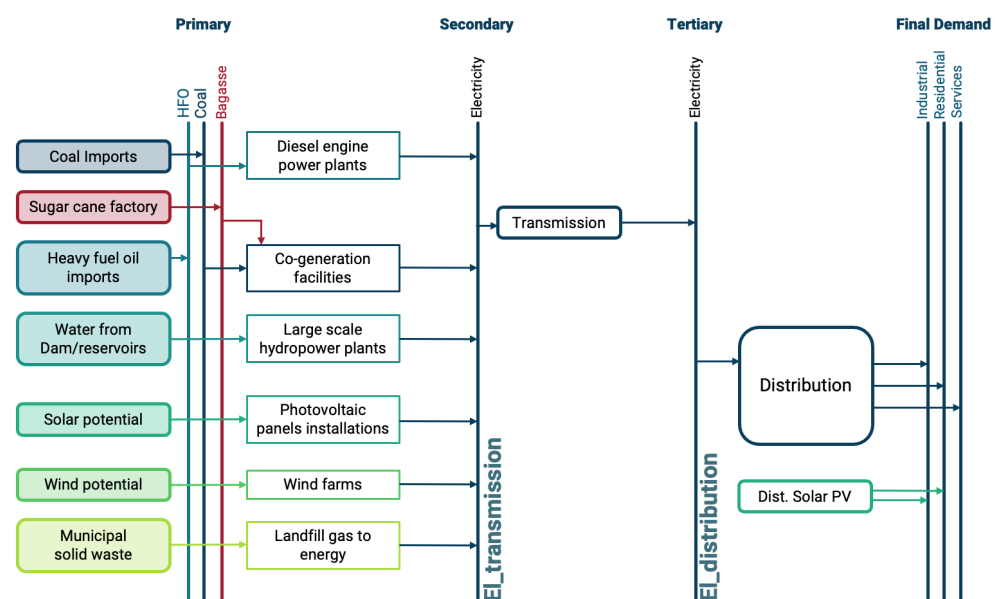 Primary
Secondary
Tertiary
Final Demand
HFO
Coal
Bagasse
Electricity
Electricity
Industrial
Residential
Services
Coal Imports
Diesel engine
power plants
Sugar cane factory
Transmission
Heavy fuel oil
imports
Co-generation
facilities
Water from
Dam/reservoirs
Large scale
hydropower plants
Distribution
Solar potential
Photovoltaic
panels installations
Wind potential
Wind farms
Dist. Solar PV
Municipal
solid waste
Landfill gas to
energy
El_transmission
El_distribution